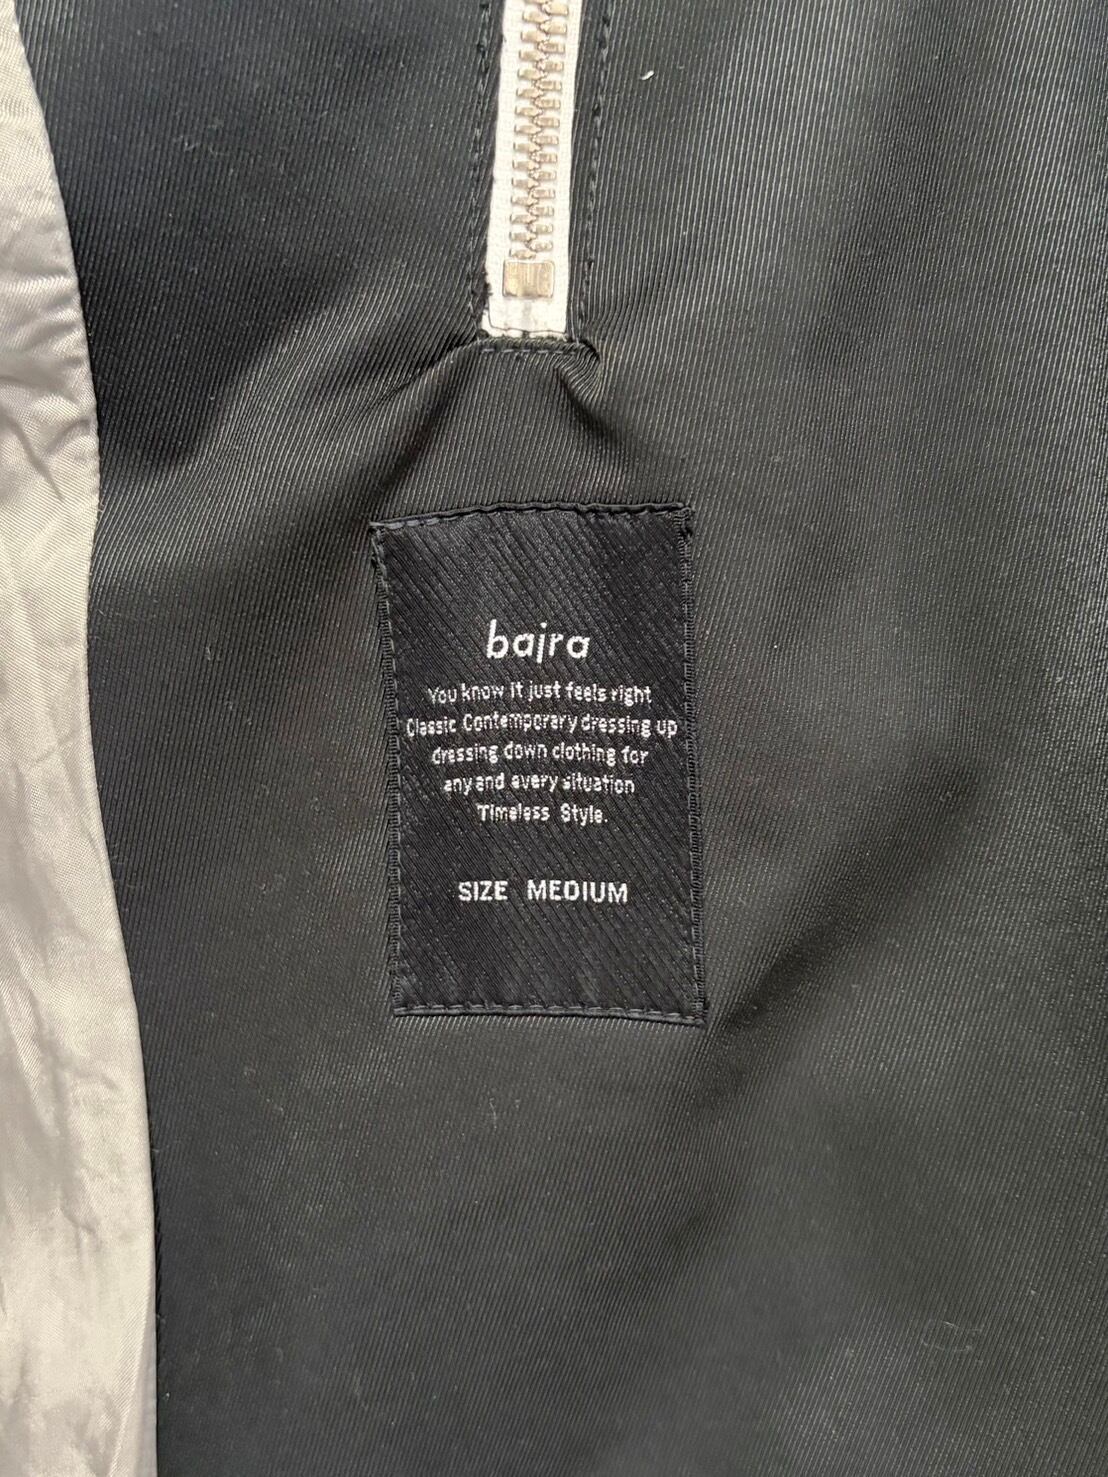 bajra
You know it just feels right
Classic Contemporary dressing up
dressing down clothing for
any and every situation
Timeless Style.
SIZE MEDIUM